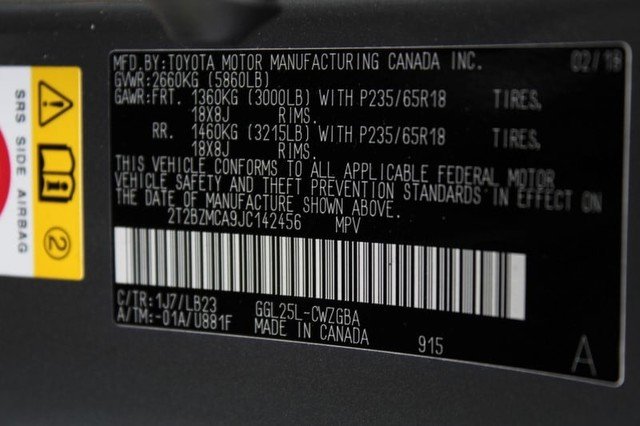 MFD. BY: TOYOTA MOTOR MANUFACTURING CANADA INC. 02/18
GVWR: 2660KG (5860LB)
GAWR: FRT. 1360KG (3000LB) WITH P235/65R18 TIRES,
18X8J RIMS.
RR. 1460KG (3215LB) WITH P235/65R18 TIRES,
18X8J RIMS.
THIS VEHICLE CONFORMS TO ALL APPLICABLE FEDERAL MOTOR
VEHICLE SAFETY AND THEFT PREVENTION STANDARDS IN EFFECT ON
THE DATE OF MANUFACTURE SHOWN ABOVE.
2T2BZMCA9JC142456 MPV
C/TR: 1J7/LB23 GGL25L-CWZGBA
A/TM: -01A/U881F MADE IN CANADA 915
A
SRS SIDE AIRBAG
2